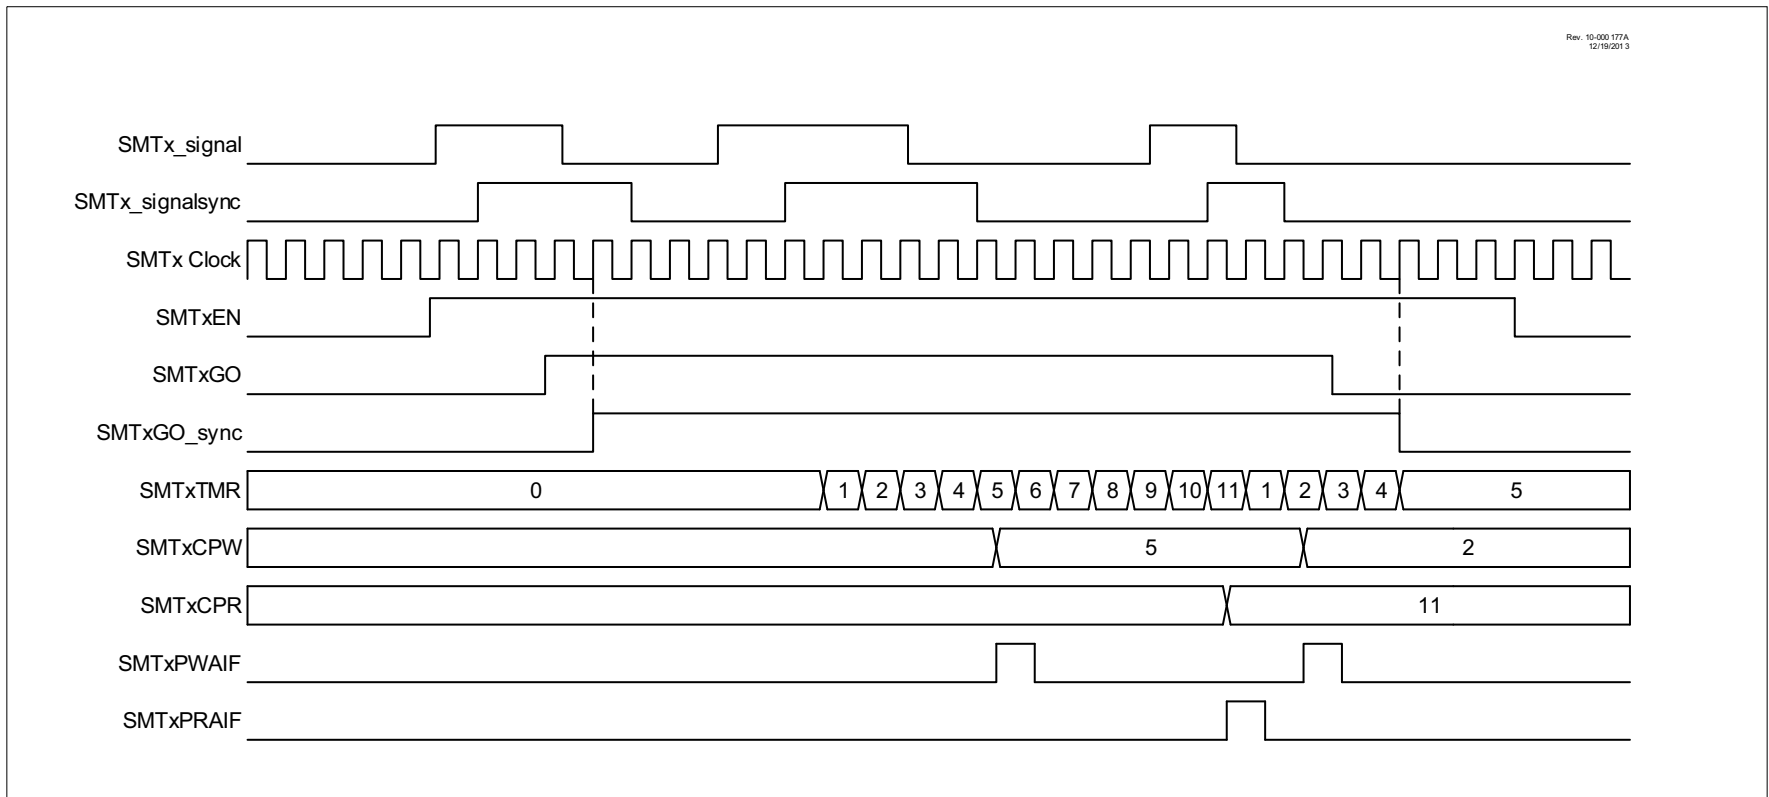 Rev. 10-000 177A
12/19/201 3
SMTx_signal
SMTx_signalsync
SMTx Clock
SMTxEN
SMTxGO
SMTxGO_sync
SMTxTMR 0 1 2 3 4 5 6 7 8 9 10 11 1 2 3 4 5
SMTxCPW 5 2
SMTxCPR 11
SMTxPWAIF
SMTxPRAIF